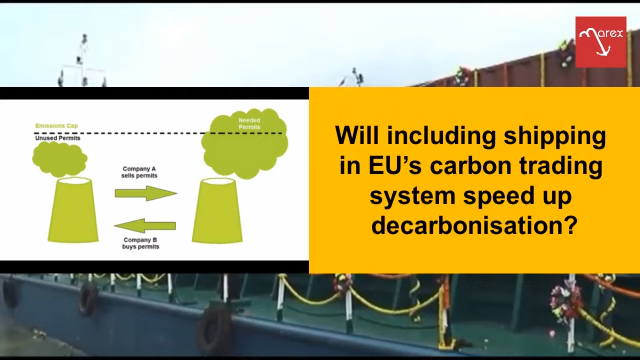 marex
Will including shipping
in EU’s carbon trading
system speed up
decarbonisation?
Emissions Cap
Unused Permits
Needed
Permits
Company A
sells permits
Company B
buys permits